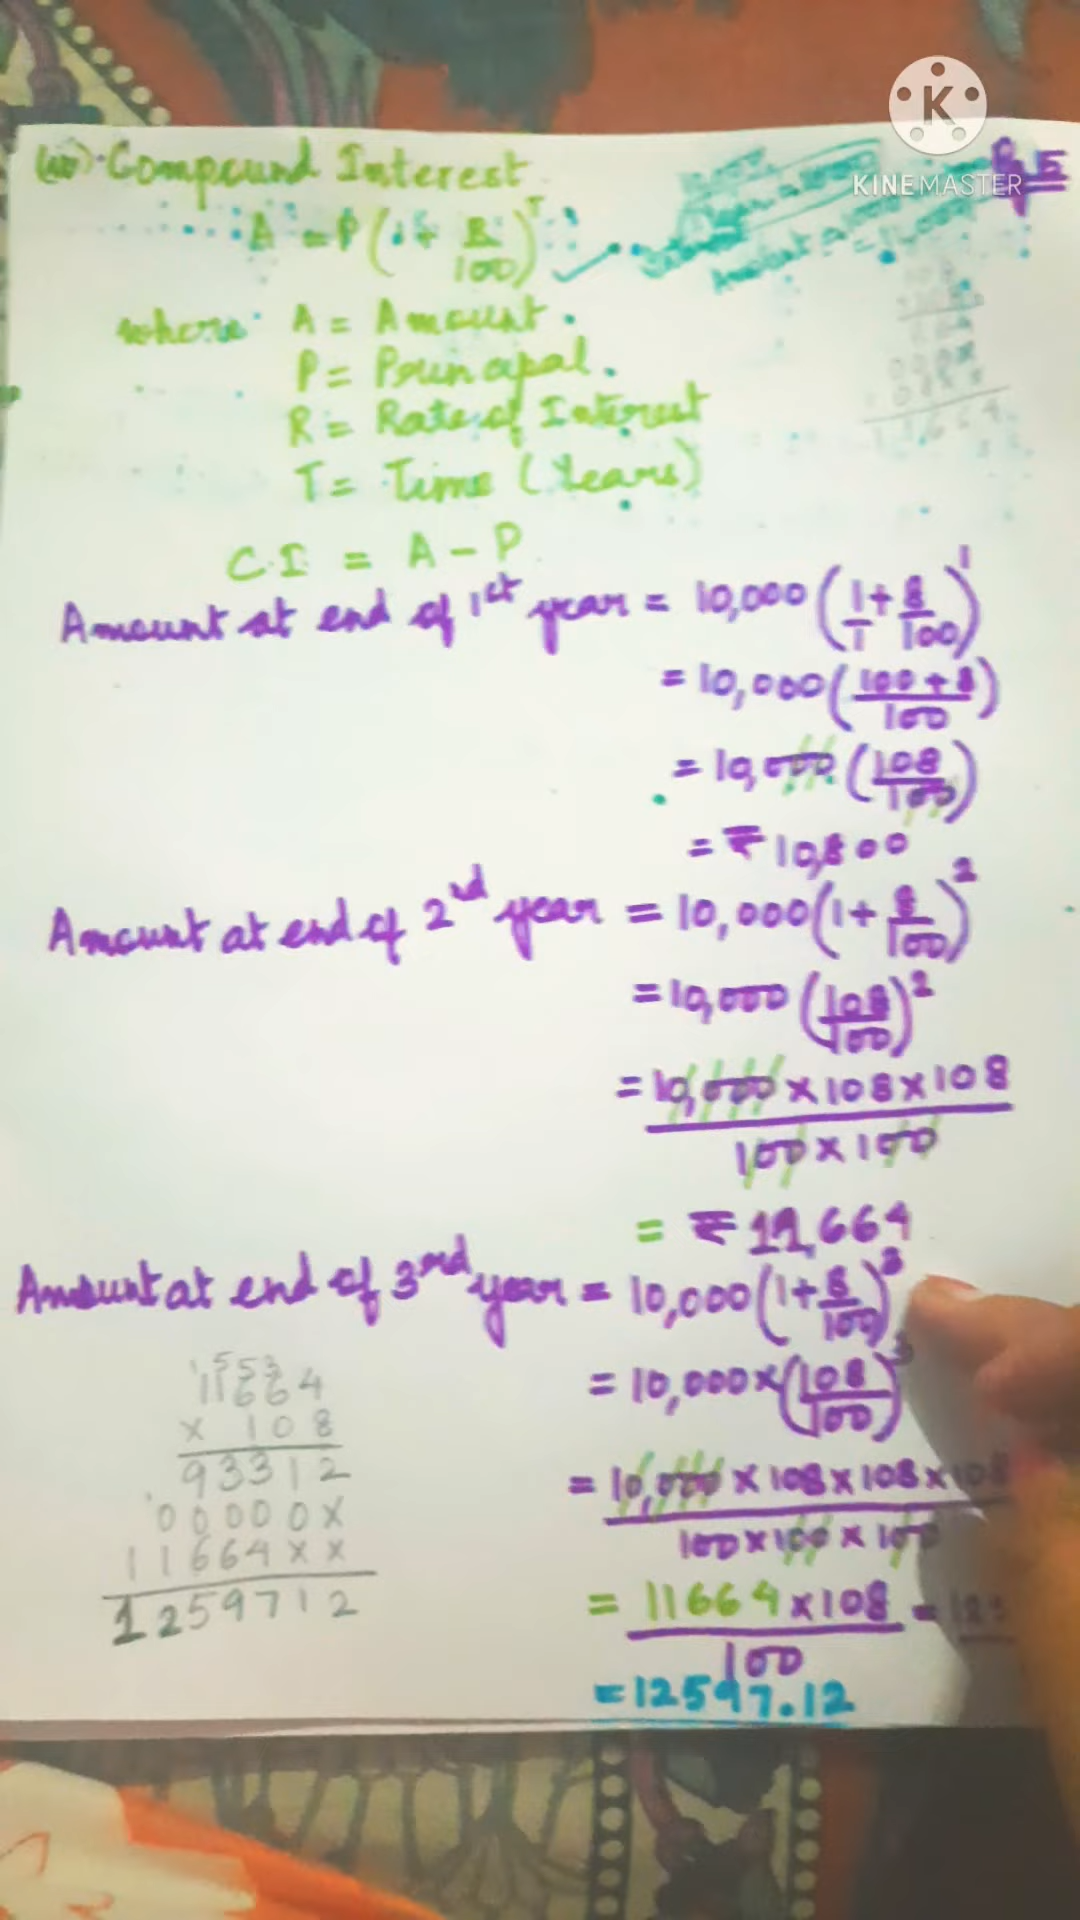 KINEMASTER
K
Pg 5
Compound Interest
A = P(1 + R/100)^T
where A = Amount.
P = Principal.
R = Rate of Interest
T = Time (Years)
C.I. = A - P
Amount at end of 1st year = 10,000 (1/1 + 8/100)^1
= 10,000 (100 + 8/100)
= 10,000 (108/100)
= ₹ 10,800
Amount at end of 2nd year = 10,000 (1 + 8/100)^2
= 10,000 (108/100)^2
= 10,000 × 108 × 108
100 × 100
= ₹ 11,664
Amount at end of 3rd year = 10,000 (1 + 8/100)^3
= 10,000 × (108/100)^3
= 10,000 × 108 × 108 × 108
100 × 100 × 100
= 11664 × 108
100
= 12597.12
1553
11664
× 108
93312
00000×
11664××
1259712